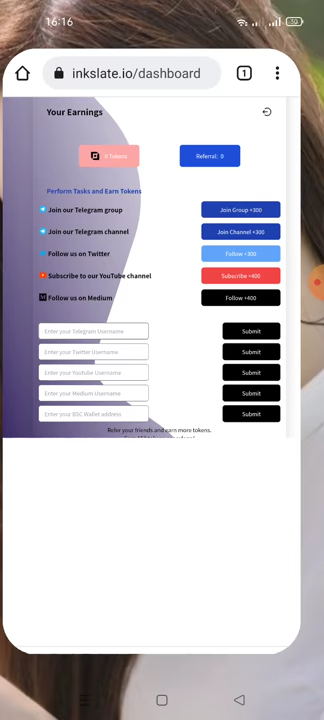 16:16
50
inkslate.io/dashboard
1
Your Earnings
0 Tokens
Referral: 0
Perform Tasks and Earn Tokens
Join our Telegram group
Join Group +300
Join our Telegram channel
Join Channel +300
Follow us on Twitter
Follow +300
Subscribe to our YouTube channel
Subscribe +400
Follow us on Medium
Follow +400
Enter your Telegram Username
Submit
Enter your Twitter Username
Submit
Enter your Youtube Username
Submit
Enter your Medium Username
Submit
Enter your BSC Wallet address
Submit
Refer your friends and earn more tokens.